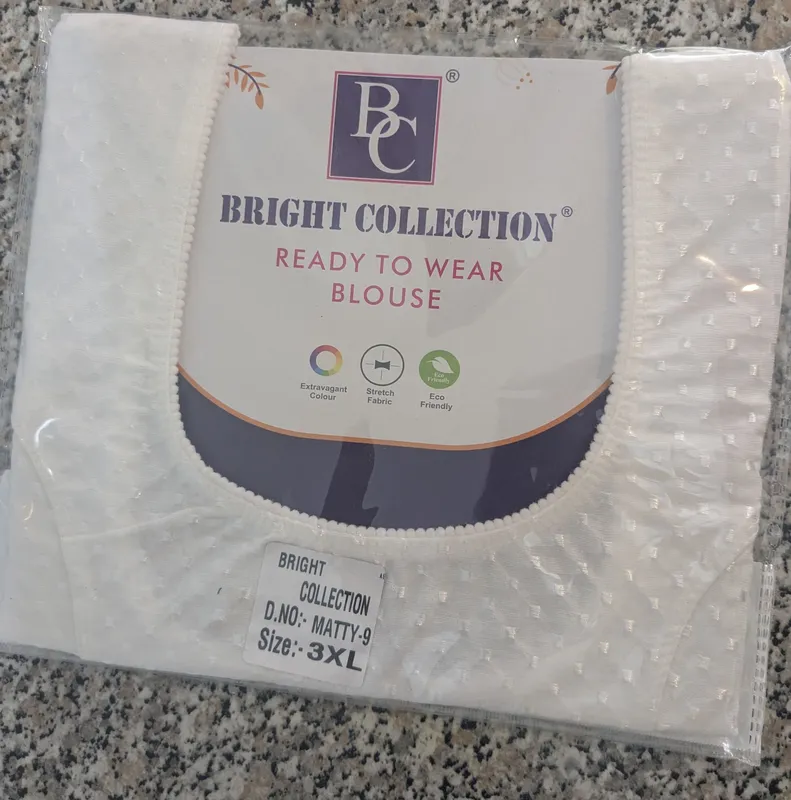 BC®
BRIGHT COLLECTION®
READY TO WEAR
BLOUSE
Extravagant
Colour
Stretch
Fabric
Eco
Friendly
Eco
Friendly
BRIGHT
COLLECTION
D.NO:- MATTY-9
Size:- 3XL